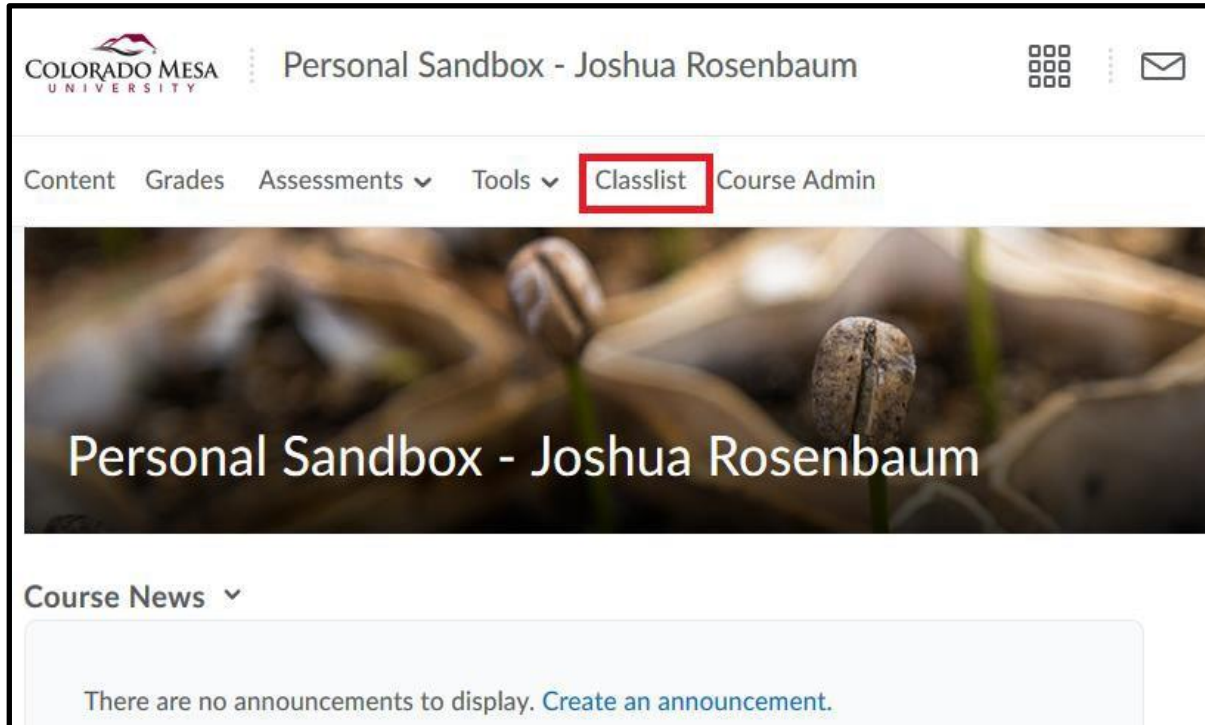 COLORADO MESA
UNIVERSITY
Personal Sandbox - Joshua Rosenbaum
Content Grades Assessments Tools Classlist Course Admin
Personal Sandbox - Joshua Rosenbaum
Course News
There are no announcements to display. Create an announcement.